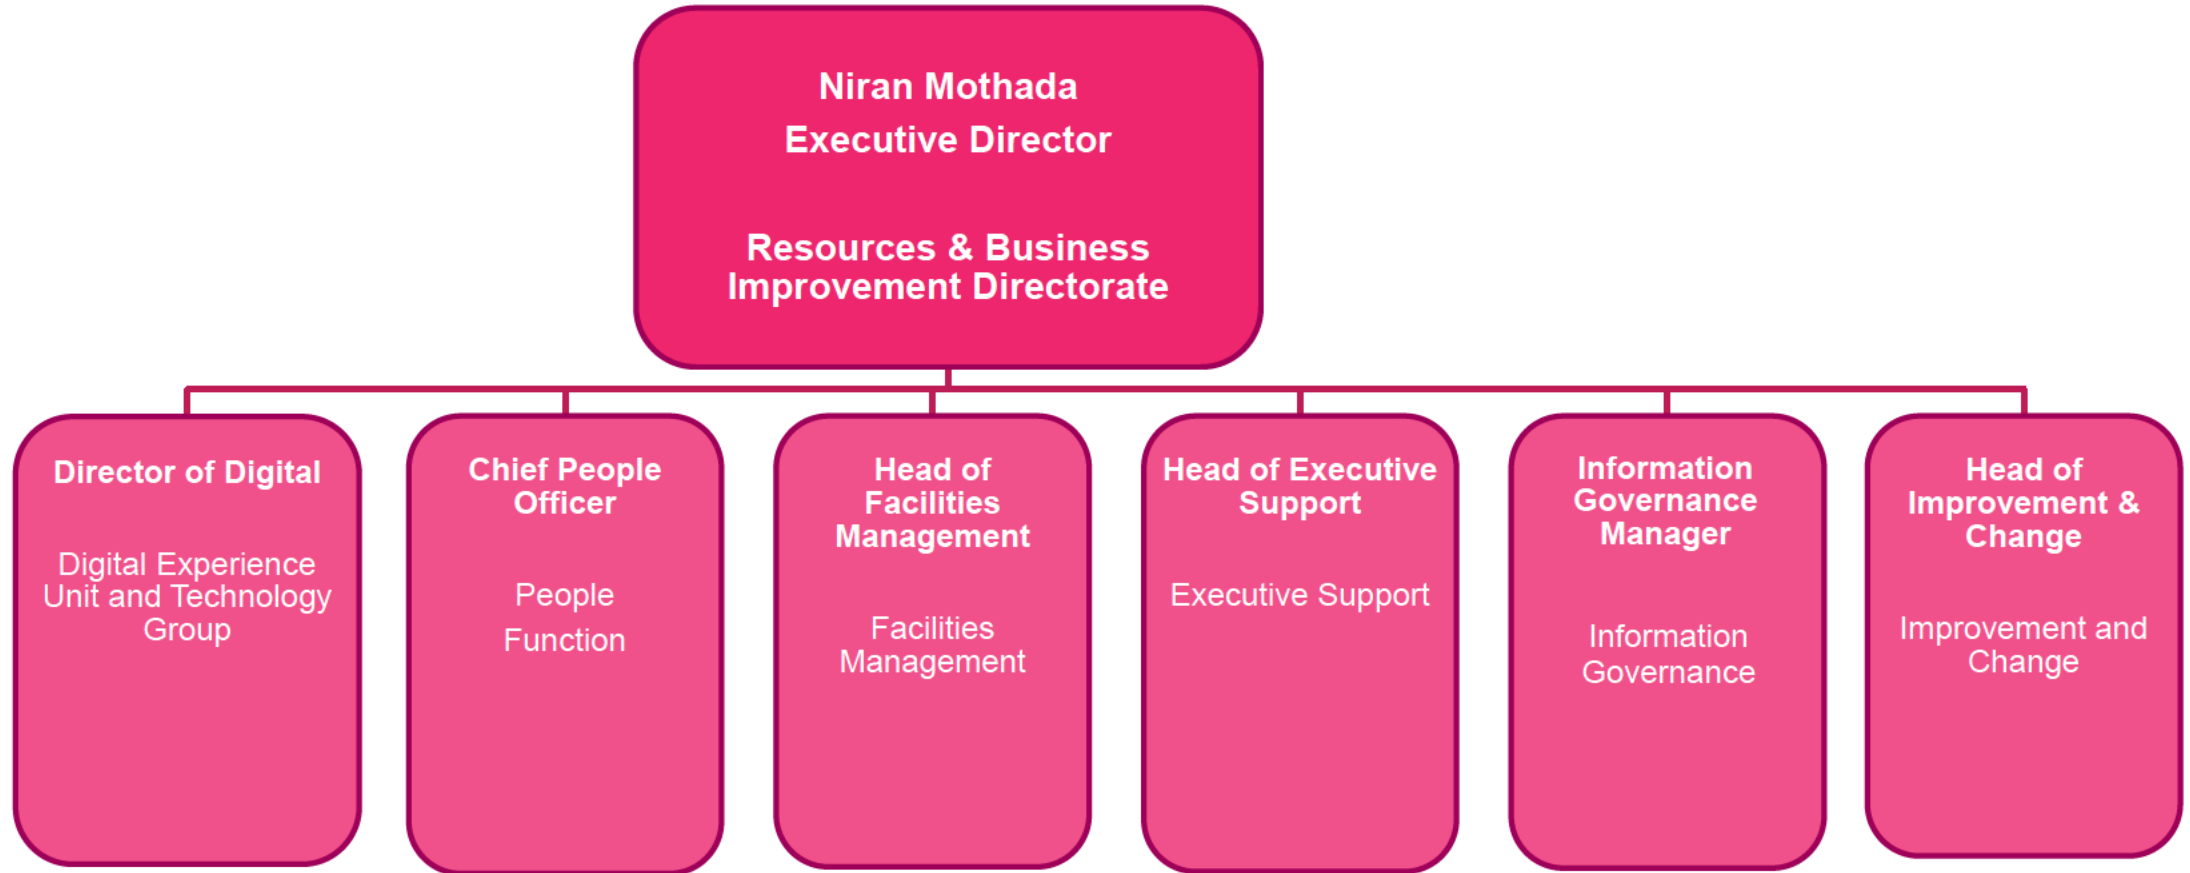 Niran Mothada
Executive Director
Resources & Business
Improvement Directorate
Director of Digital
Digital Experience
Unit and Technology
Group
Chief People
Officer
People
Function
Head of
Facilities
Management
Facilities
Management
Head of Executive
Support
Executive Support
Information
Governance
Manager
Information
Governance
Head of
Improvement &
Change
Improvement and
Change